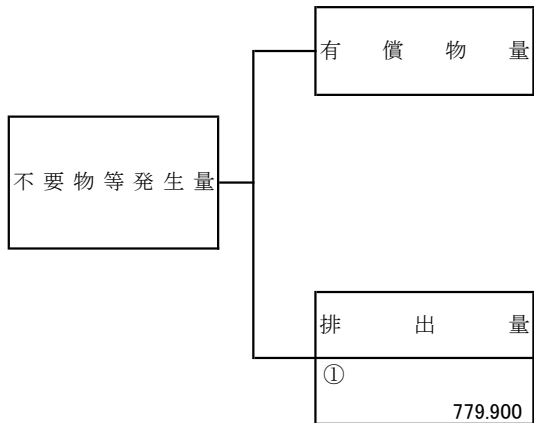 有償物量
不要物等発生量
排出量
①
779.900